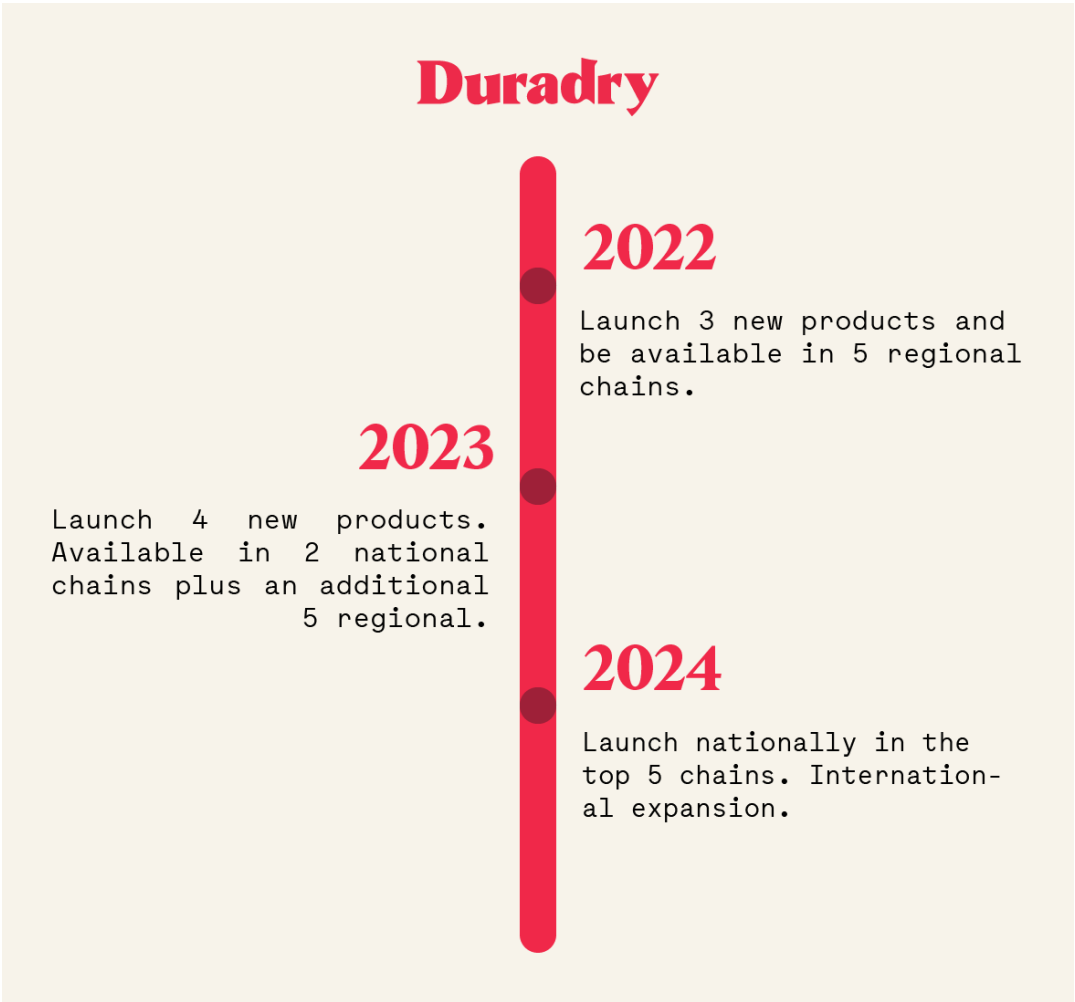 Duradry
2022
Launch 3 new products and
be available in 5 regional
chains.
2023
Launch 4 new products.
Available in 2 national
chains plus an additional
5 regional.
2024
Launch nationally in the
top 5 chains. Internation-
al expansion.